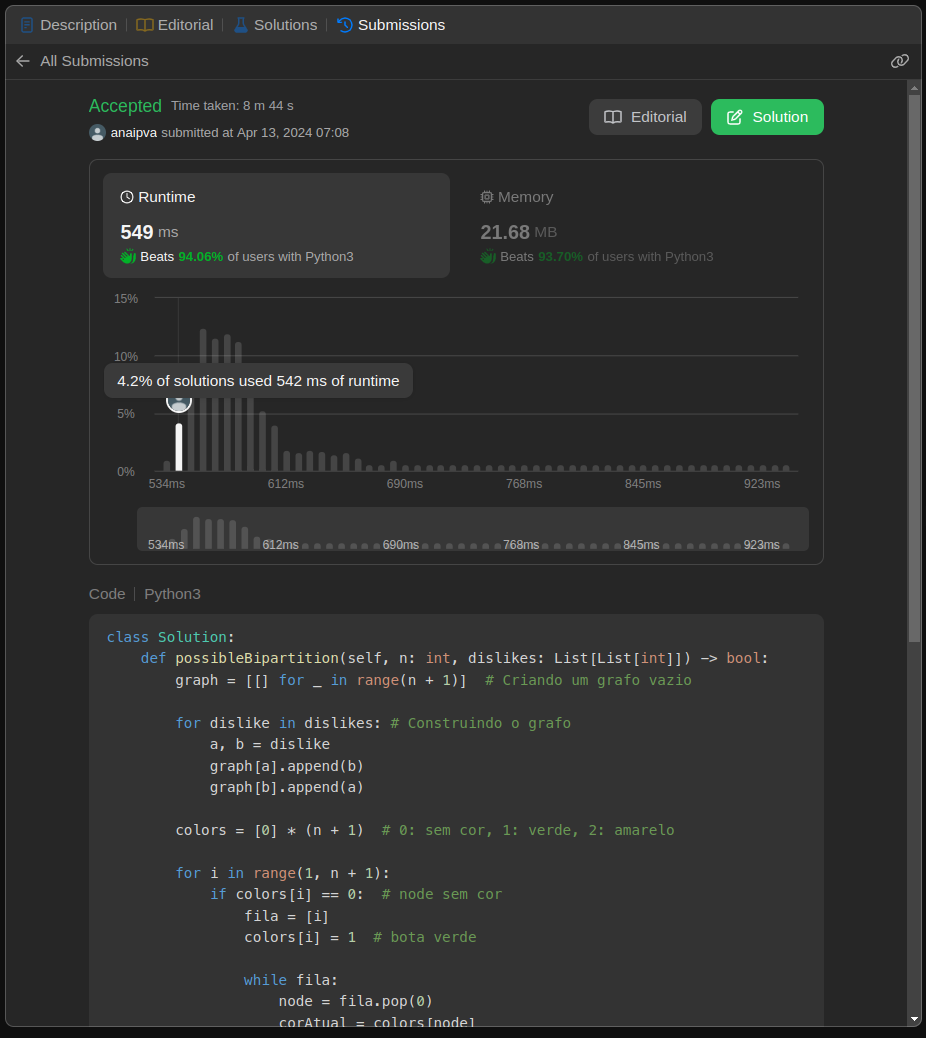 Description Editorial Solutions Submissions
All Submissions
Accepted Time taken: 8 m 44 s
anaipva submitted at Apr 13, 2024 07:08
Editorial Solution
Runtime
549 ms
Beats 94.06% of users with Python3
Memory
21.68 MB
Beats 93.70% of users with Python3
15%
10%
4.2% of solutions used 542 ms of runtime
5%
0%
534ms 612ms 690ms 768ms 845ms 923ms
534ms 612ms 690ms 768ms 845ms 923ms
Code Python3
class Solution:
    def possibleBipartition(self, n: int, dislikes: List[List[int]]) -> bool:
        graph = [[] for _ in range(n + 1)]  # Criando um grafo vazio

        for dislike in dislikes: # Construindo o grafo
            a, b = dislike
            graph[a].append(b)
            graph[b].append(a)

        colors = [0] * (n + 1)  # 0: sem cor, 1: verde, 2: amarelo

        for i in range(1, n + 1):
            if colors[i] == 0:  # node sem cor
                fila = [i]
                colors[i] = 1  # bota verde

                while fila:
                    node = fila.pop(0)
                    corAtual = colors[node]